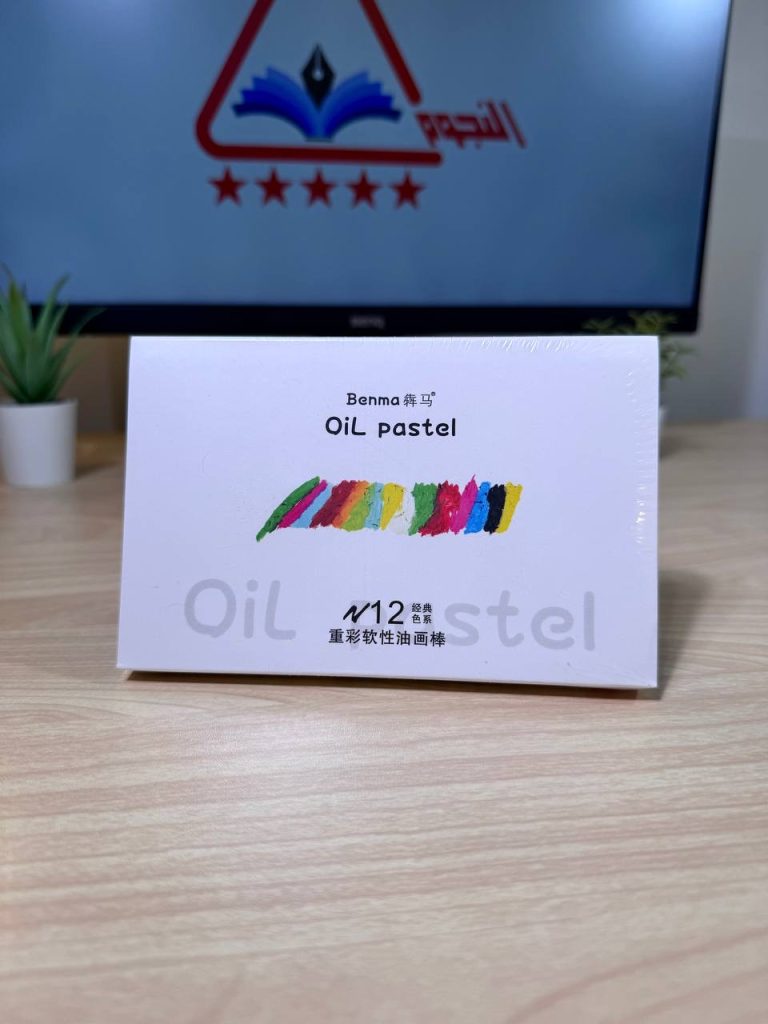 النجوم
BenQ
Benma 犇马®
OiL pastel
OiL pastel
N12 经典
色系
重彩软性油画棒